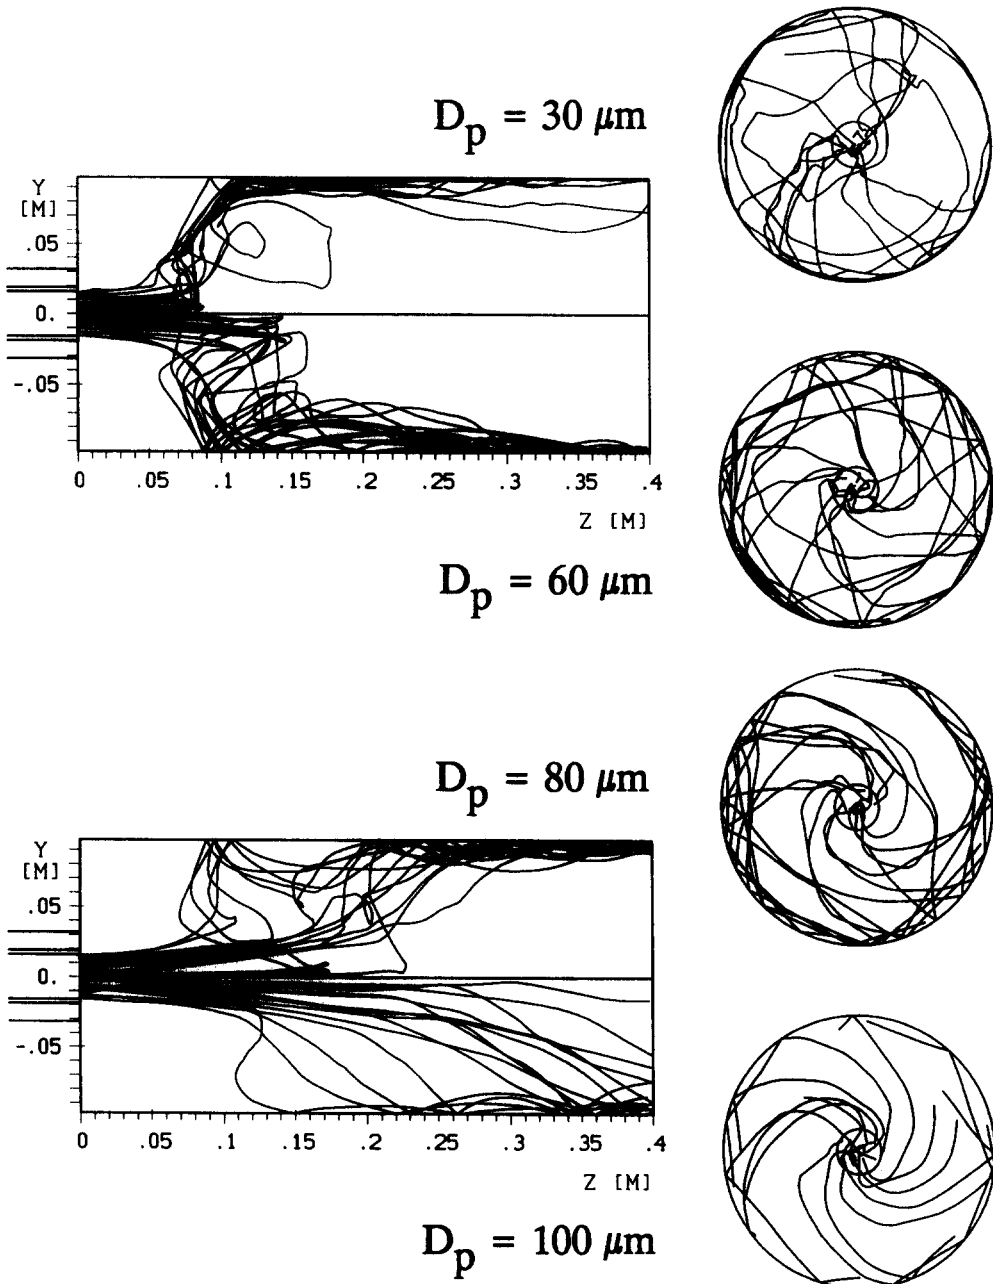 D_p = 30 μm
Y
[M]
.05
0.
-.05
0 .05 .1 .15 .2 .25 .3 .35 .4
Z [M]
D_p = 60 μm
D_p = 80 μm
Y
[M]
.05
0.
-.05
0 .05 .1 .15 .2 .25 .3 .35 .4
Z [M]
D_p = 100 μm